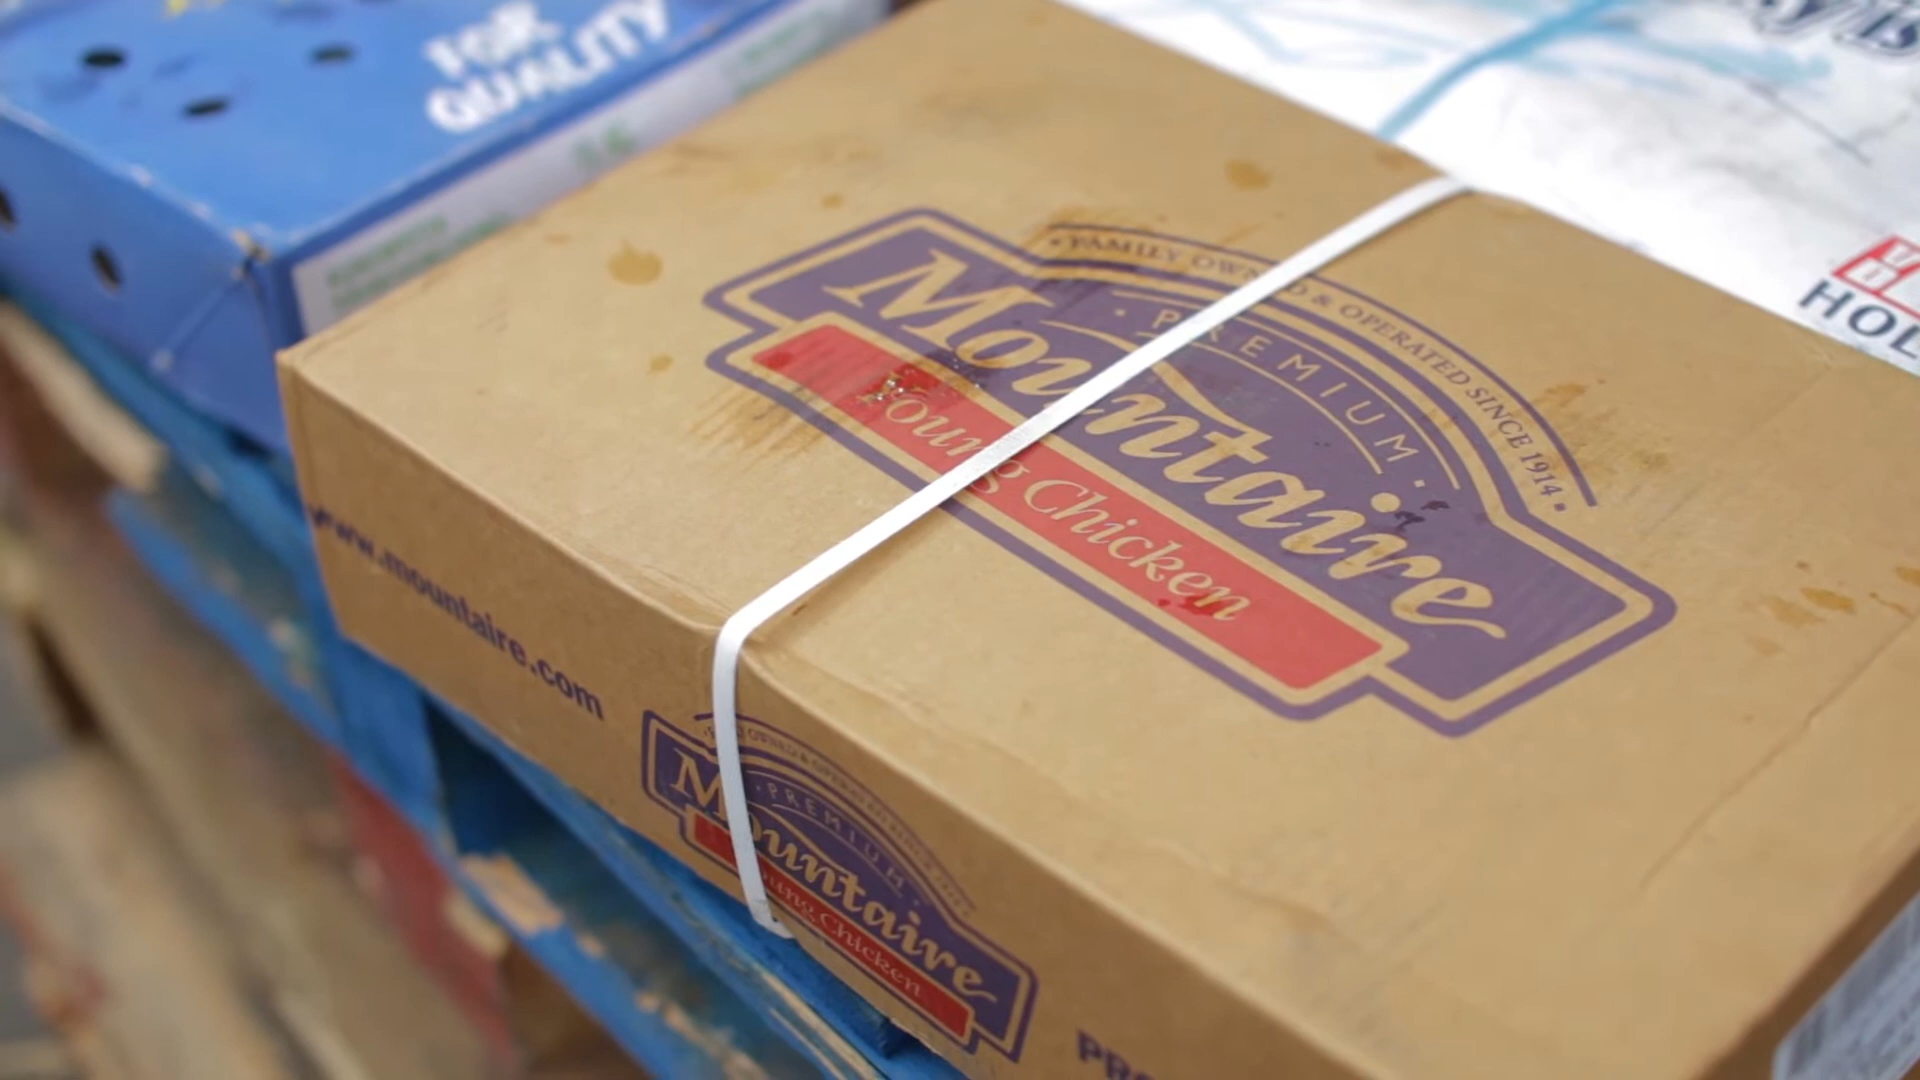 FOR
QUALITY
HOL
FAMILY OWNED & OPERATED SINCE 1914
PREMIUM
Mountaire
Young Chicken
www.mountaire.com
PREMIUM
Mountaire
Young Chicken